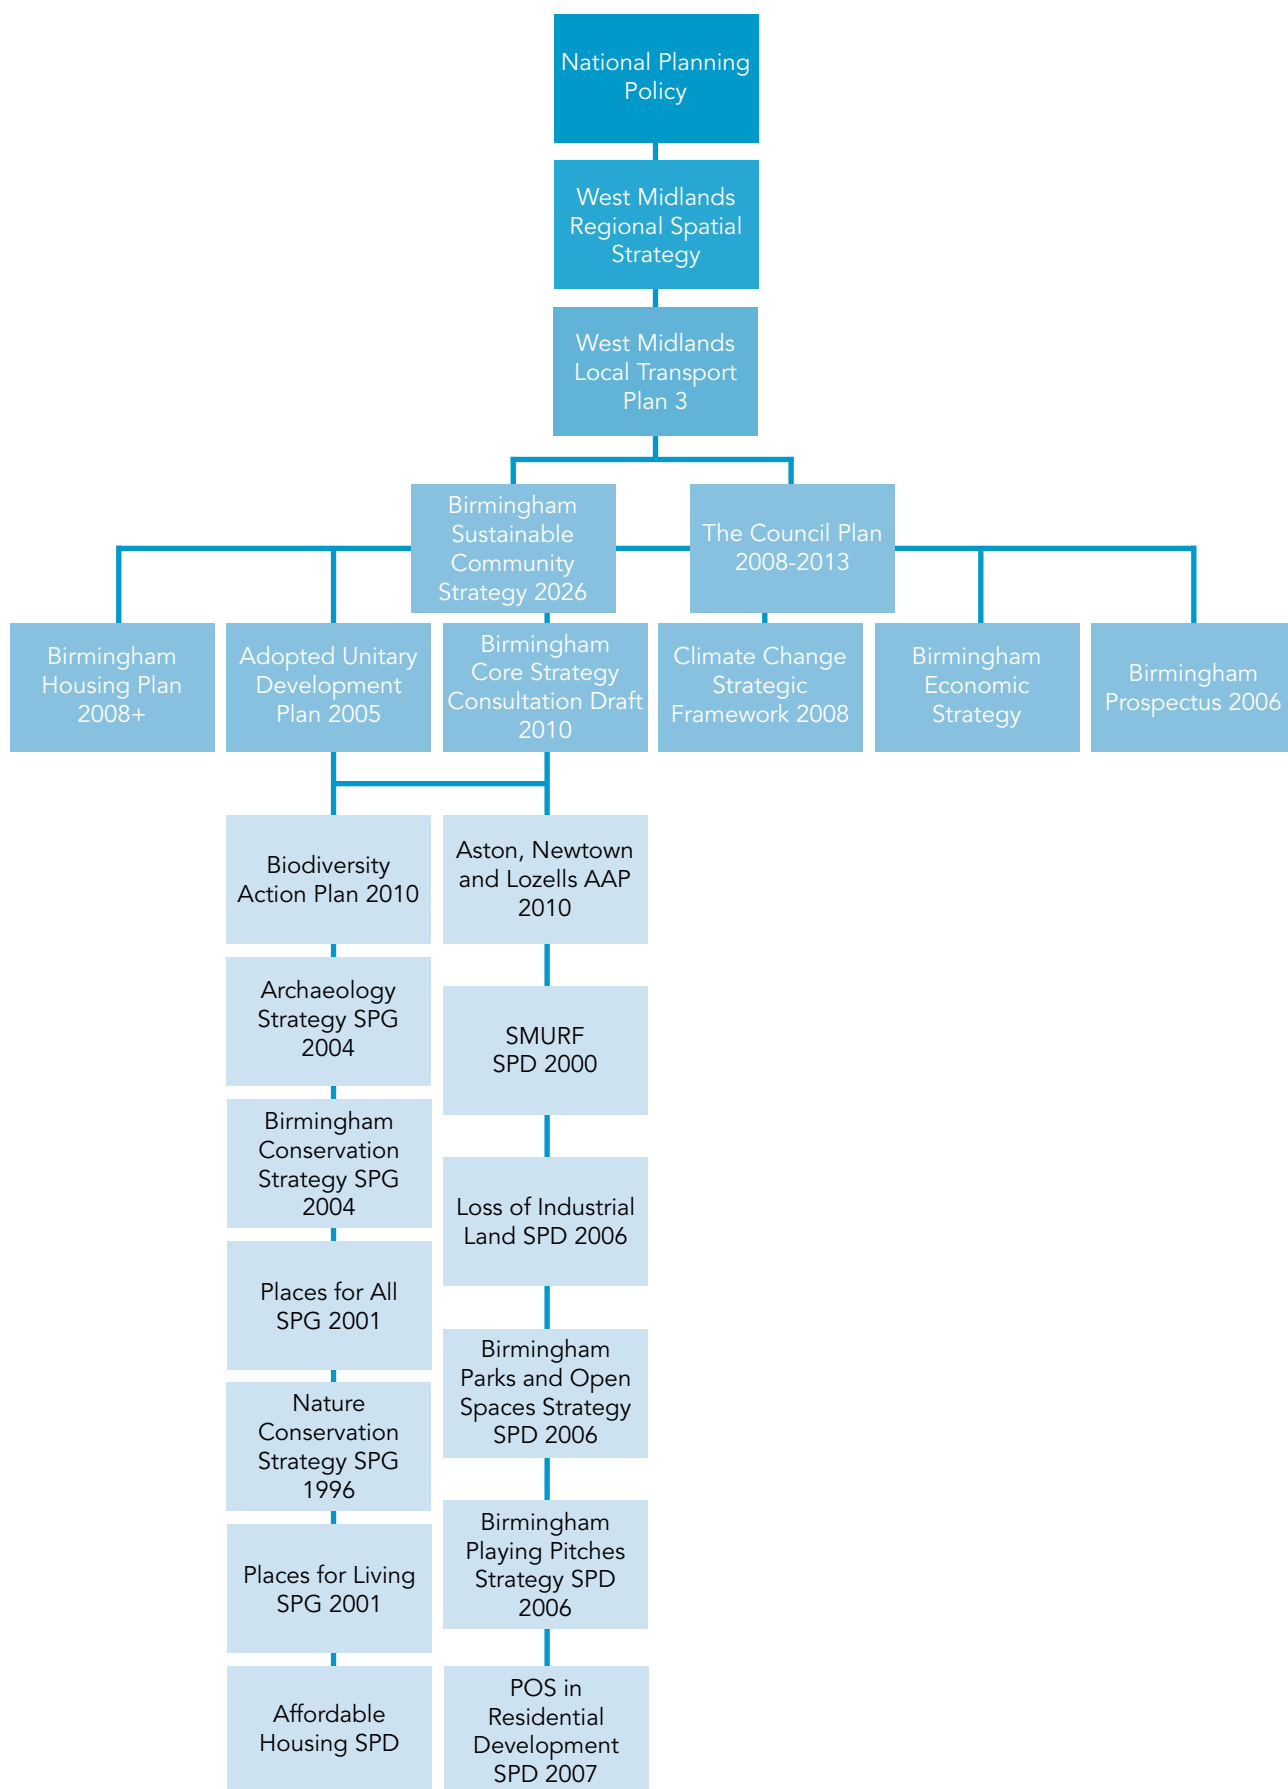 National Planning
Policy
West Midlands
Regional Spatial
Strategy
West Midlands
Local Transport
Plan 3
Birmingham
Sustainable
Community
Strategy 2026
The Council Plan
2008-2013
Birmingham
Housing Plan
2008+
Adopted Unitary
Development
Plan 2005
Birmingham
Core Strategy
Consultation Draft
2010
Climate Change
Strategic
Framework 2008
Birmingham
Economic
Strategy
Birmingham
Prospectus 2006
Biodiversity
Action Plan 2010
Archaeology
Strategy SPG
2004
Birmingham
Conservation
Strategy SPG
2004
Places for All
SPG 2001
Nature
Conservation
Strategy SPG
1996
Places for Living
SPG 2001
Affordable
Housing SPD
Aston, Newtown
and Lozells AAP
2010
SMURF
SPD 2000
Loss of Industrial
Land SPD 2006
Birmingham
Parks and Open
Spaces Strategy
SPD 2006
Birmingham
Playing Pitches
Strategy SPD
2006
POS in
Residential
Development
SPD 2007